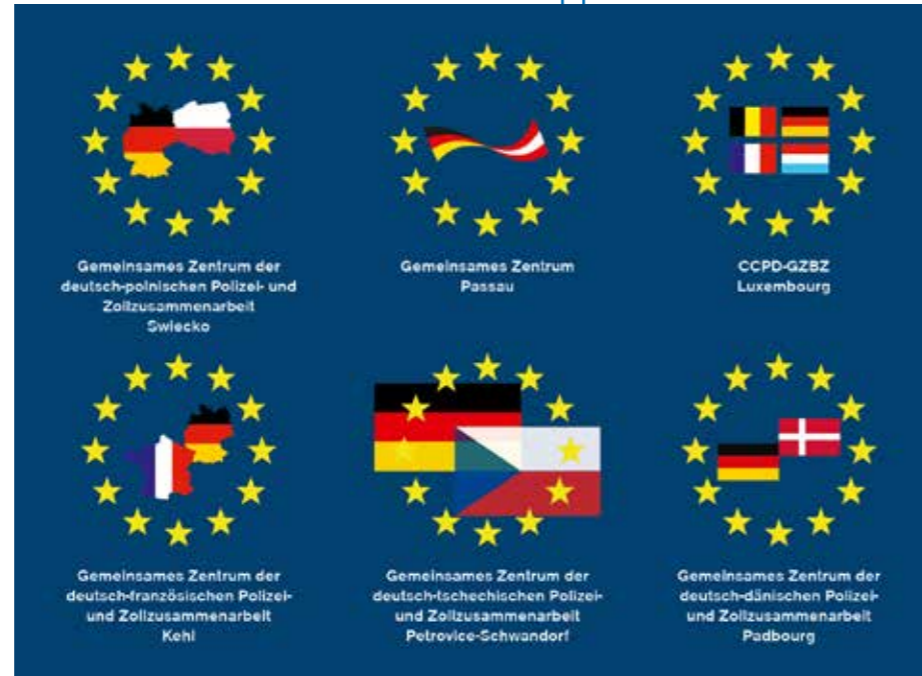 Gemeinsames Zentrum der
deutsch-polnischen Polizei- und
Zollzusammenarbeit
Swiecko
Gemeinsames Zentrum
Passau
CCPD-GZBZ
Luxembourg
Gemeinsames Zentrum der
deutsch-französischen Polizei-
und Zollzusammenarbeit
Kehl
Gemeinsames Zentrum der
deutsch-tschechischen Polizei-
und Zollzusammenarbeit
Petrovice-Schwandorf
Gemeinsames Zentrum der
deutsch-dänischen Polizei-
und Zollzusammenarbeit
Padbourg